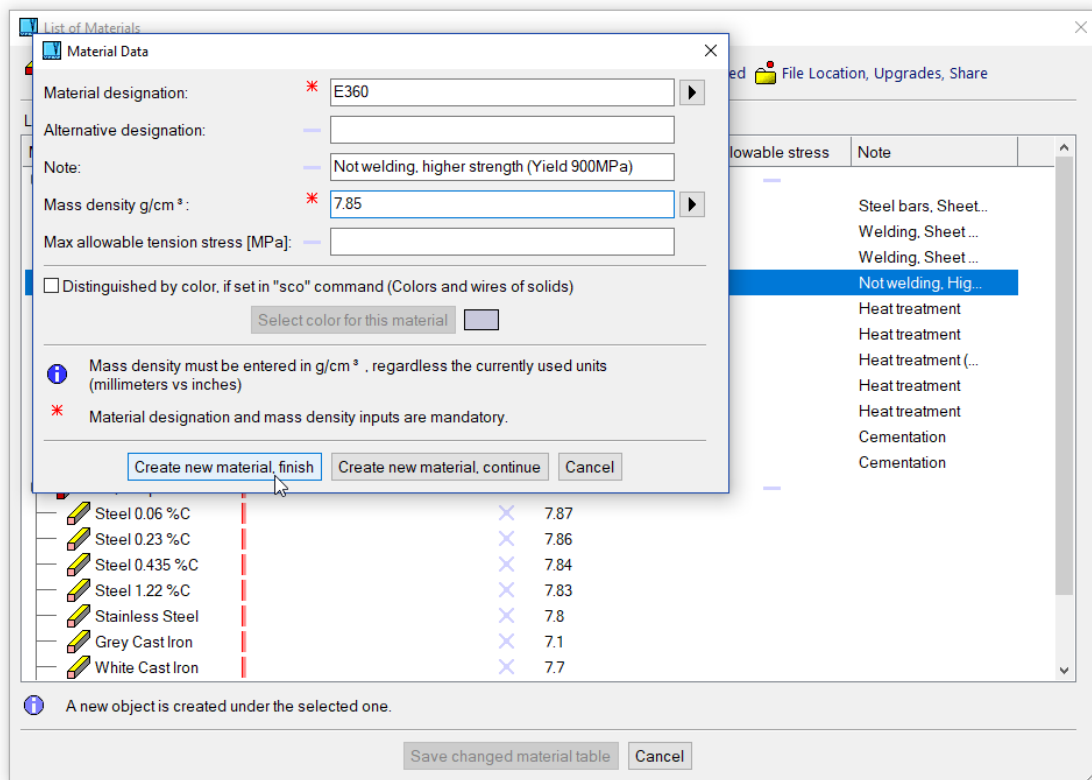 List of Materials
Material Data
ed File Location, Upgrades, Share
Material designation: * E360
Alternative designation:
Note: Not welding, higher strength (Yield 900MPa)
lowable stress Note
Mass density g/cm³: * 7.85
Steel bars, Sheet...
Welding, Sheet ...
Max allowable tension stress [MPa]:
Welding, Sheet ...
Distinguished by color, if set in "sco" command (Colors and wires of solids)
Not welding, Hig...
Select color for this material
Heat treatment
Heat treatment
Mass density must be entered in g/cm³ , regardless the currently used units
(millimeters vs inches)
Heat treatment (...
Heat treatment
* Material designation and mass density inputs are mandatory.
Heat treatment
Cementation
Create new material, finish Create new material, continue Cancel
Cementation
Steel 0.06 %C 7.87
Steel 0.23 %C 7.86
Steel 0.435 %C 7.84
Steel 1.22 %C 7.83
Stainless Steel 7.8
Grey Cast Iron 7.1
White Cast Iron 7.7
A new object is created under the selected one.
Save changed material table Cancel